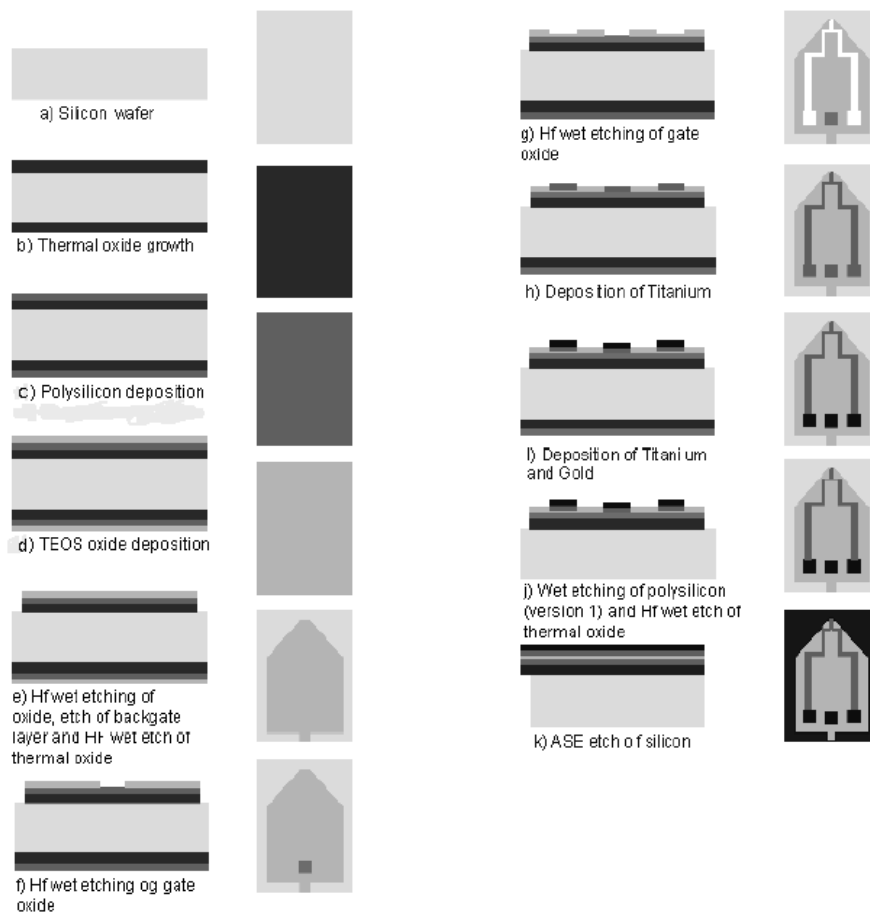 a) Silicon wafer
b) Thermal oxide growth
c) Polysilicon deposition
d) TEOS oxide deposition
e) Hf wet etching of
oxide, etch of backgate
layer and HF wet etch of
thermal oxide
f) Hf wet etching og gate
oxide
g) Hf wet etching of gate
oxide
h) Deposition of Titanium
I) Deposition of Titanium
and Gold
j) Wet etching of polysilicon
(version 1) and Hf wet etch of
thermal oxide
k) ASE etch of silicon